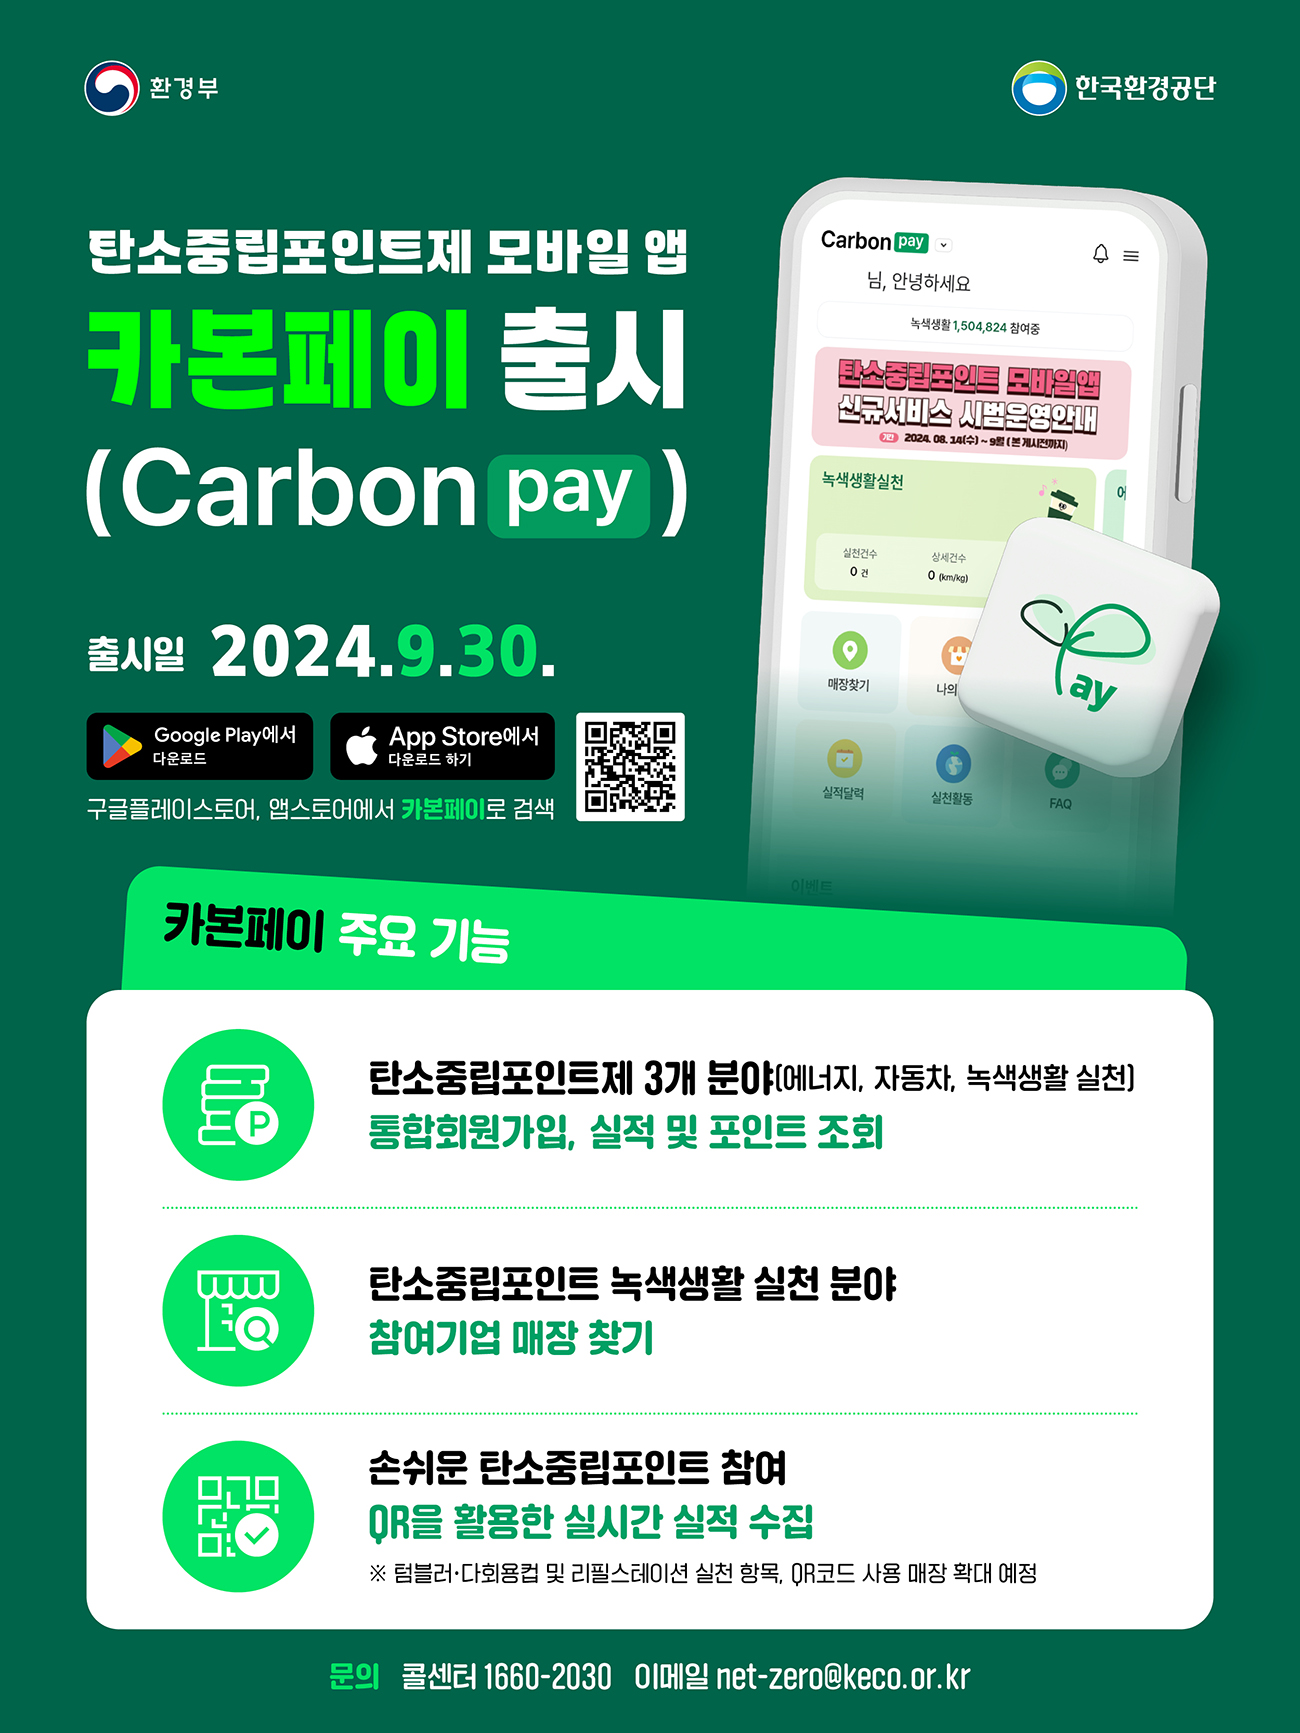 환경부
한국환경공단
탄소중립포인트제 모바일 앱
카본페이 출시
(Carbon pay)
출시일 2024.9.30.
Google Play에서
다운로드
App Store에서
다운로드 하기
구글플레이스토어, 앱스토어에서 카본페이로 검색
Carbon pay
님, 안녕하세요
녹색생활 1,504,824 참여중
탄소중립포인트 모바일앱
신규서비스 시범운영안내
기간 2024. 08. 14(수) ~ 9월 ( 본 게시전까지)
녹색생활실천
에
실천건수
상세건수
0 건
0 (km/kg)
매장찾기
나의
실적달력
실천활동
FAQ
이벤트
Pay
카본페이 주요 기능
P
탄소중립포인트제 3개 분야(에너지, 자동차, 녹색생활 실천)
통합회원가입, 실적 및 포인트 조회
탄소중립포인트 녹색생활 실천 분야
참여기업 매장 찾기
손쉬운 탄소중립포인트 참여
QR을 활용한 실시간 실적 수집
※ 텀블러·다회용컵 및 리필스테이션 실천 항목, QR코드 사용 매장 확대 예정
문의 콜센터 1660-2030 이메일 net-zero@keco.or.kr